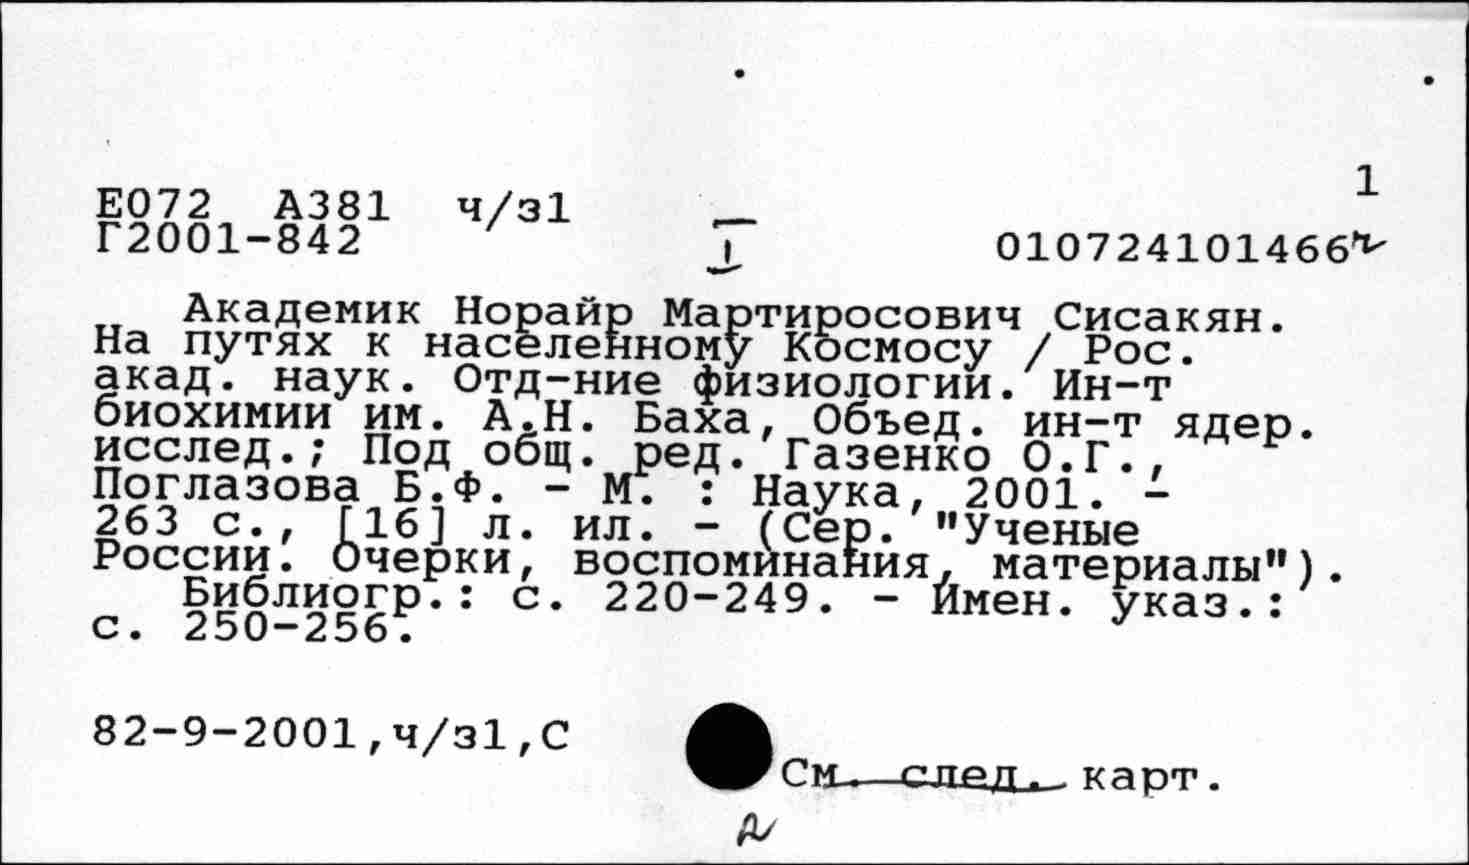 1
Е072 А381 ч/з1
Г2001-842
I
010724101466
Академик Норайр Мартиросович Сисакян.
На путях к населенному Космосу / Рос.
акад. наук. Отд-ние физиологии. Ин-т
биохимии им. А.Н. Баха, Объед. ин-т ядер.
исслед.; Под общ. ред. Газенко О.Г.,
Поглазова Б.Ф. - М. : Наука, 2001. -
263 с., [16] л. ил. - (Сер. "Ученые
России. Очерки, воспоминания, материалы").
Библиогр.: с. 220-249. - Имен. указ.:
с. 250-256.
82-9-2001,ч/з1,С
См. след. карт.